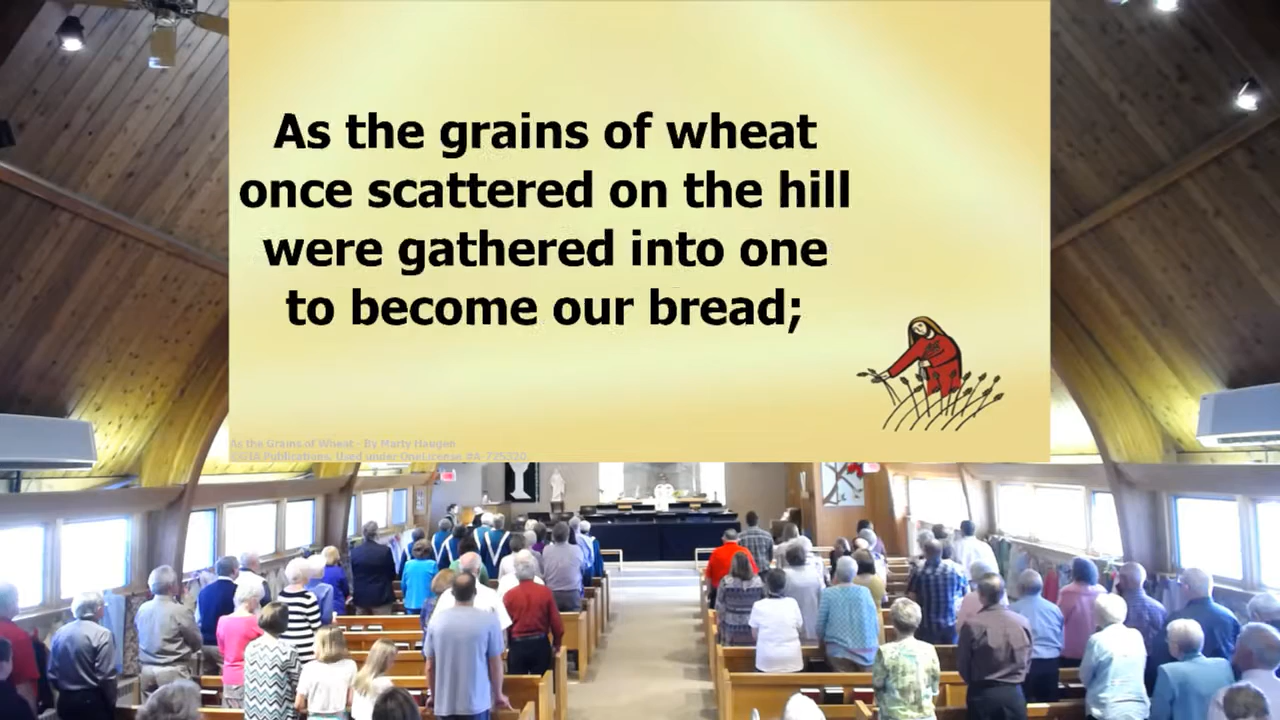 As the grains of wheat
once scattered on the hill
were gathered into one
to become our bread;
As the Grains of Wheat - By Marty Haugen
Publications. Used under OneLicense #A-725320